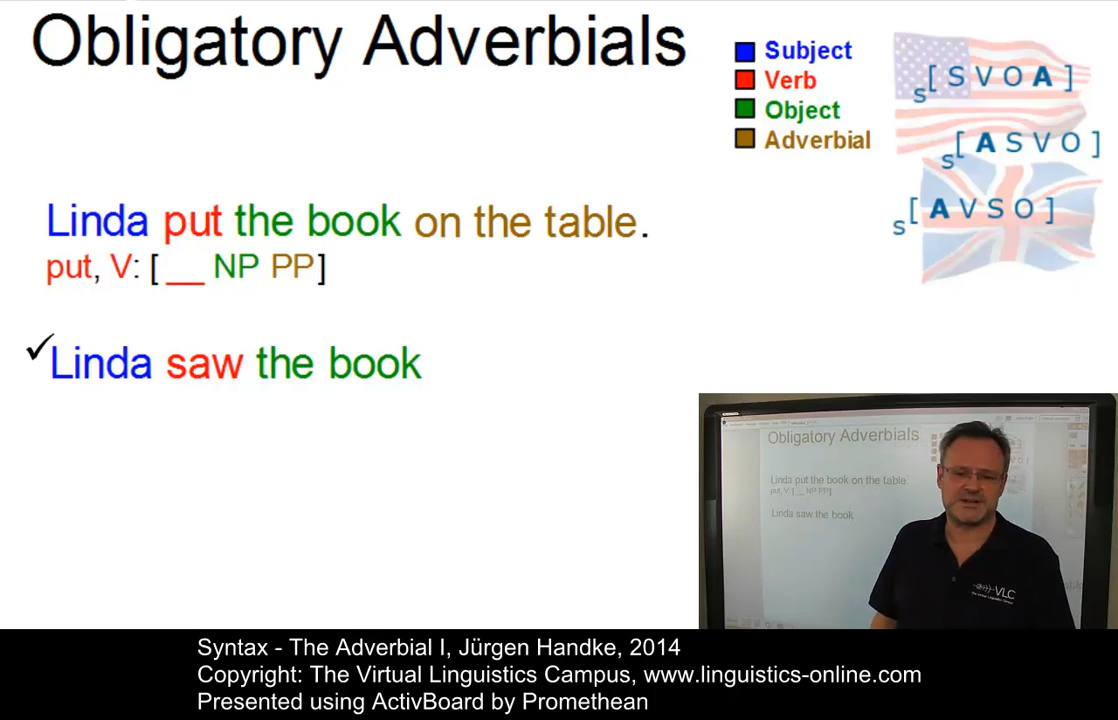 Obligatory Adverbials
Subject
Verb
Object
Adverbial
S[ S V O A ]
S[ A S V O ]
S[ A V S O ]
Linda put the book on the table.
put, V: [ __ NP PP]
✓Linda saw the book
Obligatory Adverbials
Linda put the book on the table.
put, V: [ __ NP PP]
Linda saw the book
VLC
Syntax - The Adverbial I, Jürgen Handke, 2014
Copyright: The Virtual Linguistics Campus, www.linguistics-online.com
Presented using ActivBoard by Promethean